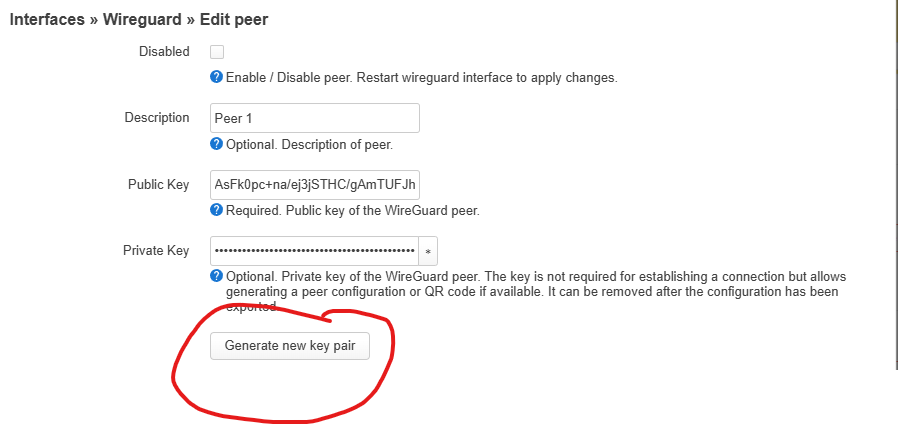 Interfaces » Wireguard » Edit peer
Disabled
Enable / Disable peer. Restart wireguard interface to apply changes.
Description
Peer 1
Optional. Description of peer.
Public Key
AsFk0pc+na/ej3jSTHC/gAmTUFJh
Required. Public key of the WireGuard peer.
Private Key
••••••••••••••••••••••••••••••••••••••••••••
*
Optional. Private key of the WireGuard peer. The key is not required for establishing a connection but allows
generating a peer configuration or QR code if available. It can be removed after the configuration has been
exported.
Generate new key pair